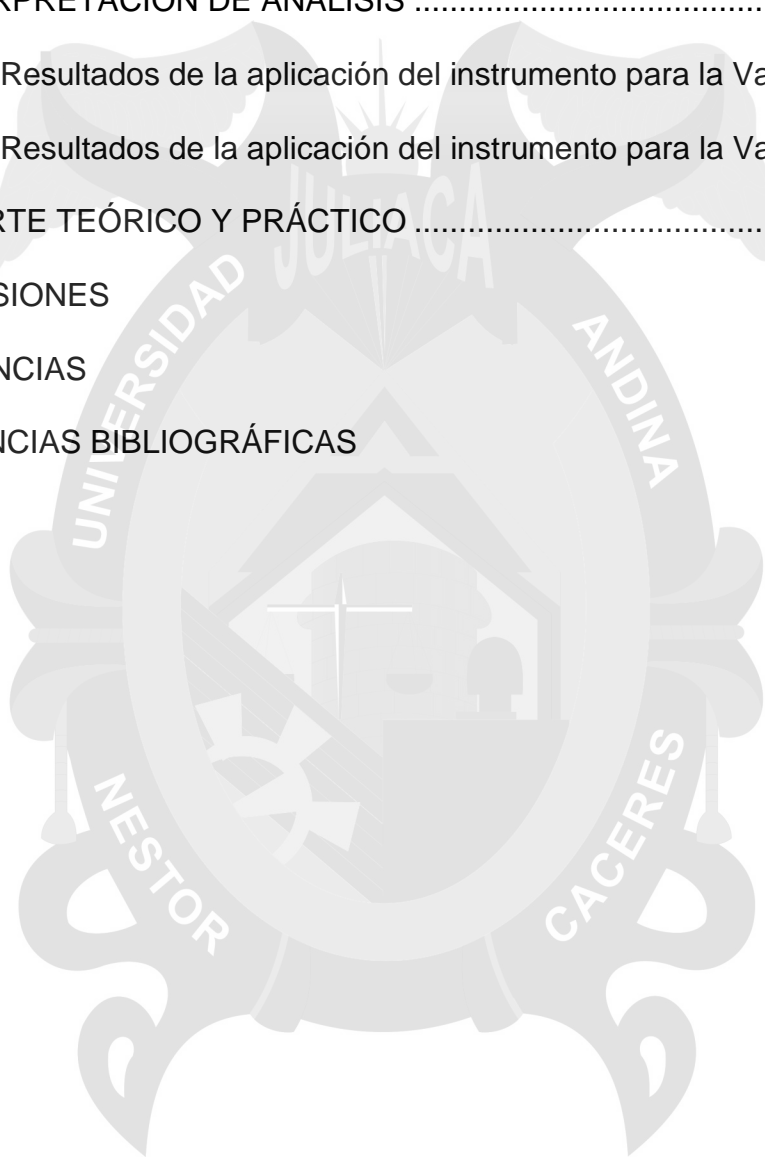 RPRETACIÓN DE ANÁLISIS ........................................
Resultados de la aplicación del instrumento para la Va
Resultados de la aplicación del instrumento para la Va
RTE TEÓRICO Y PRÁCTICO ........................................
SIONES
NCIAS
NCIAS BIBLIOGRÁFICAS
UNIVERSIDAD
ANDINA
NESTOR
CACERES
JULIACA